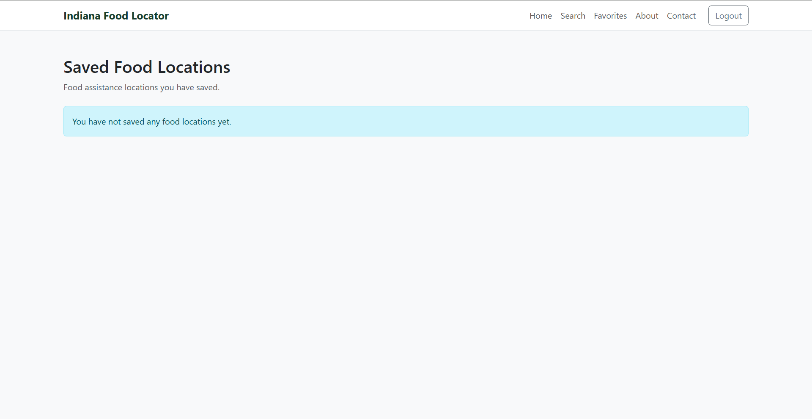 Indiana Food Locator
Home Search Favorites About Contact Logout
Saved Food Locations
Food assistance locations you have saved.
You have not saved any food locations yet.